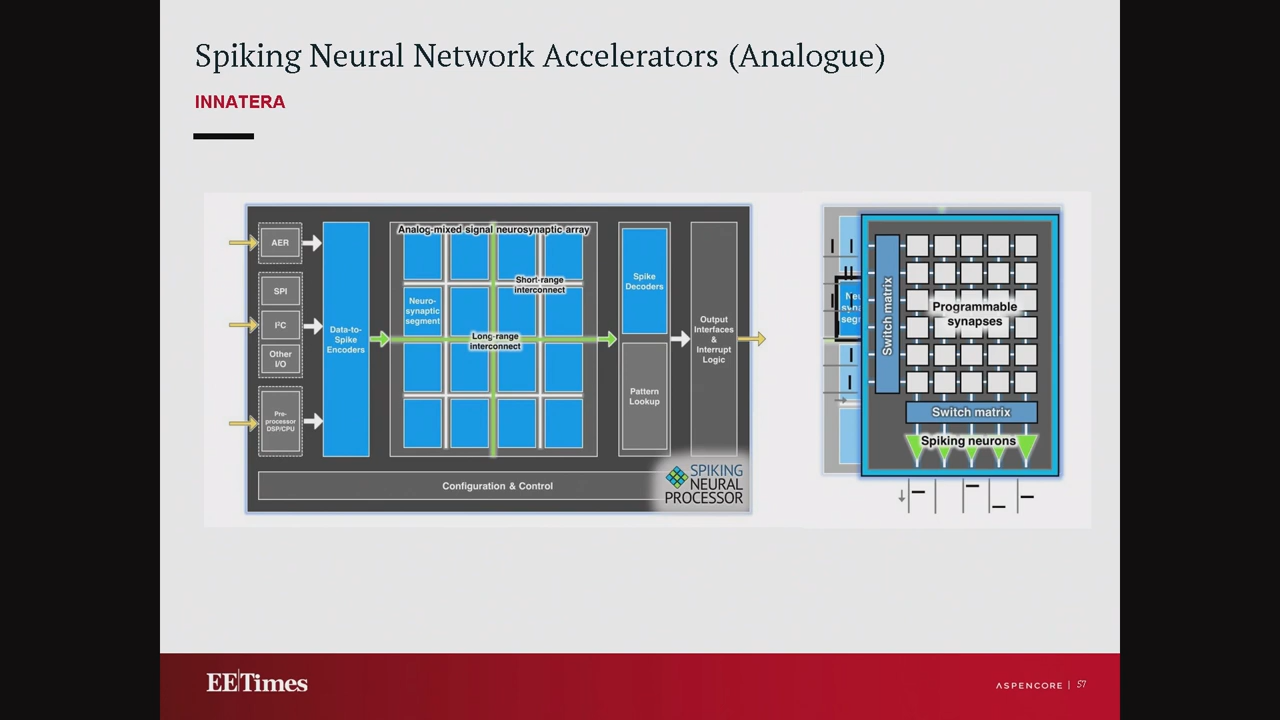 Spiking Neural Network Accelerators (Analogue)
INNATERA
AER
SPI
I²C
Other
I/O
Pre-
processor
DSP/CPU
Data-to-
Spike
Encoders
Analog-mixed signal neurosynaptic array
Short-range
interconnect
Neuro-
synaptic
segment
Long-range
interconnect
Spike
Decoders
Pattern
Lookup
Output
Interfaces
&
Interrupt
Logic
Configuration & Control
SPIKING
NEURAL
PROCESSOR
Switch matrix
Programmable
synapses
Switch matrix
Spiking neurons
EE|Times
ASPENCORE | 57